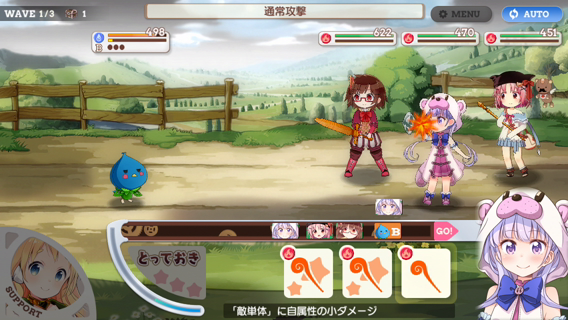 WAVE 1/3
1
通常攻撃
MENU
AUTO
498
B
622
470
451
B
GO!
とっておき
SUPPORT
「敵単体」に自属性の小ダメージ